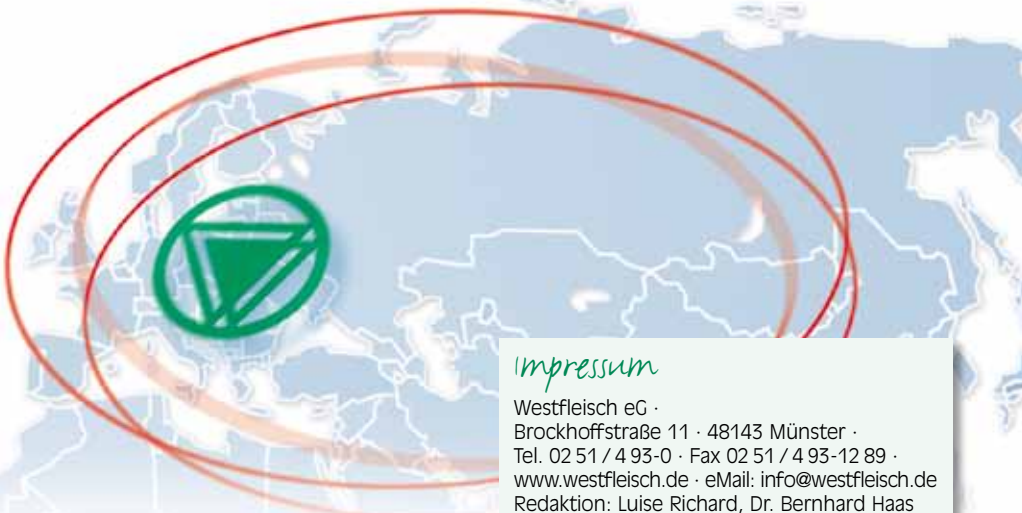 Impressum
Westfleisch eG ·
Brockhoffstraße 11 · 48143 Münster ·
Tel. 02 51 / 4 93-0 · Fax 02 51 / 4 93-12 89 ·
www.westfleisch.de · eMail: info@westfleisch.de
Redaktion: Luise Richard, Dr. Bernhard Haas